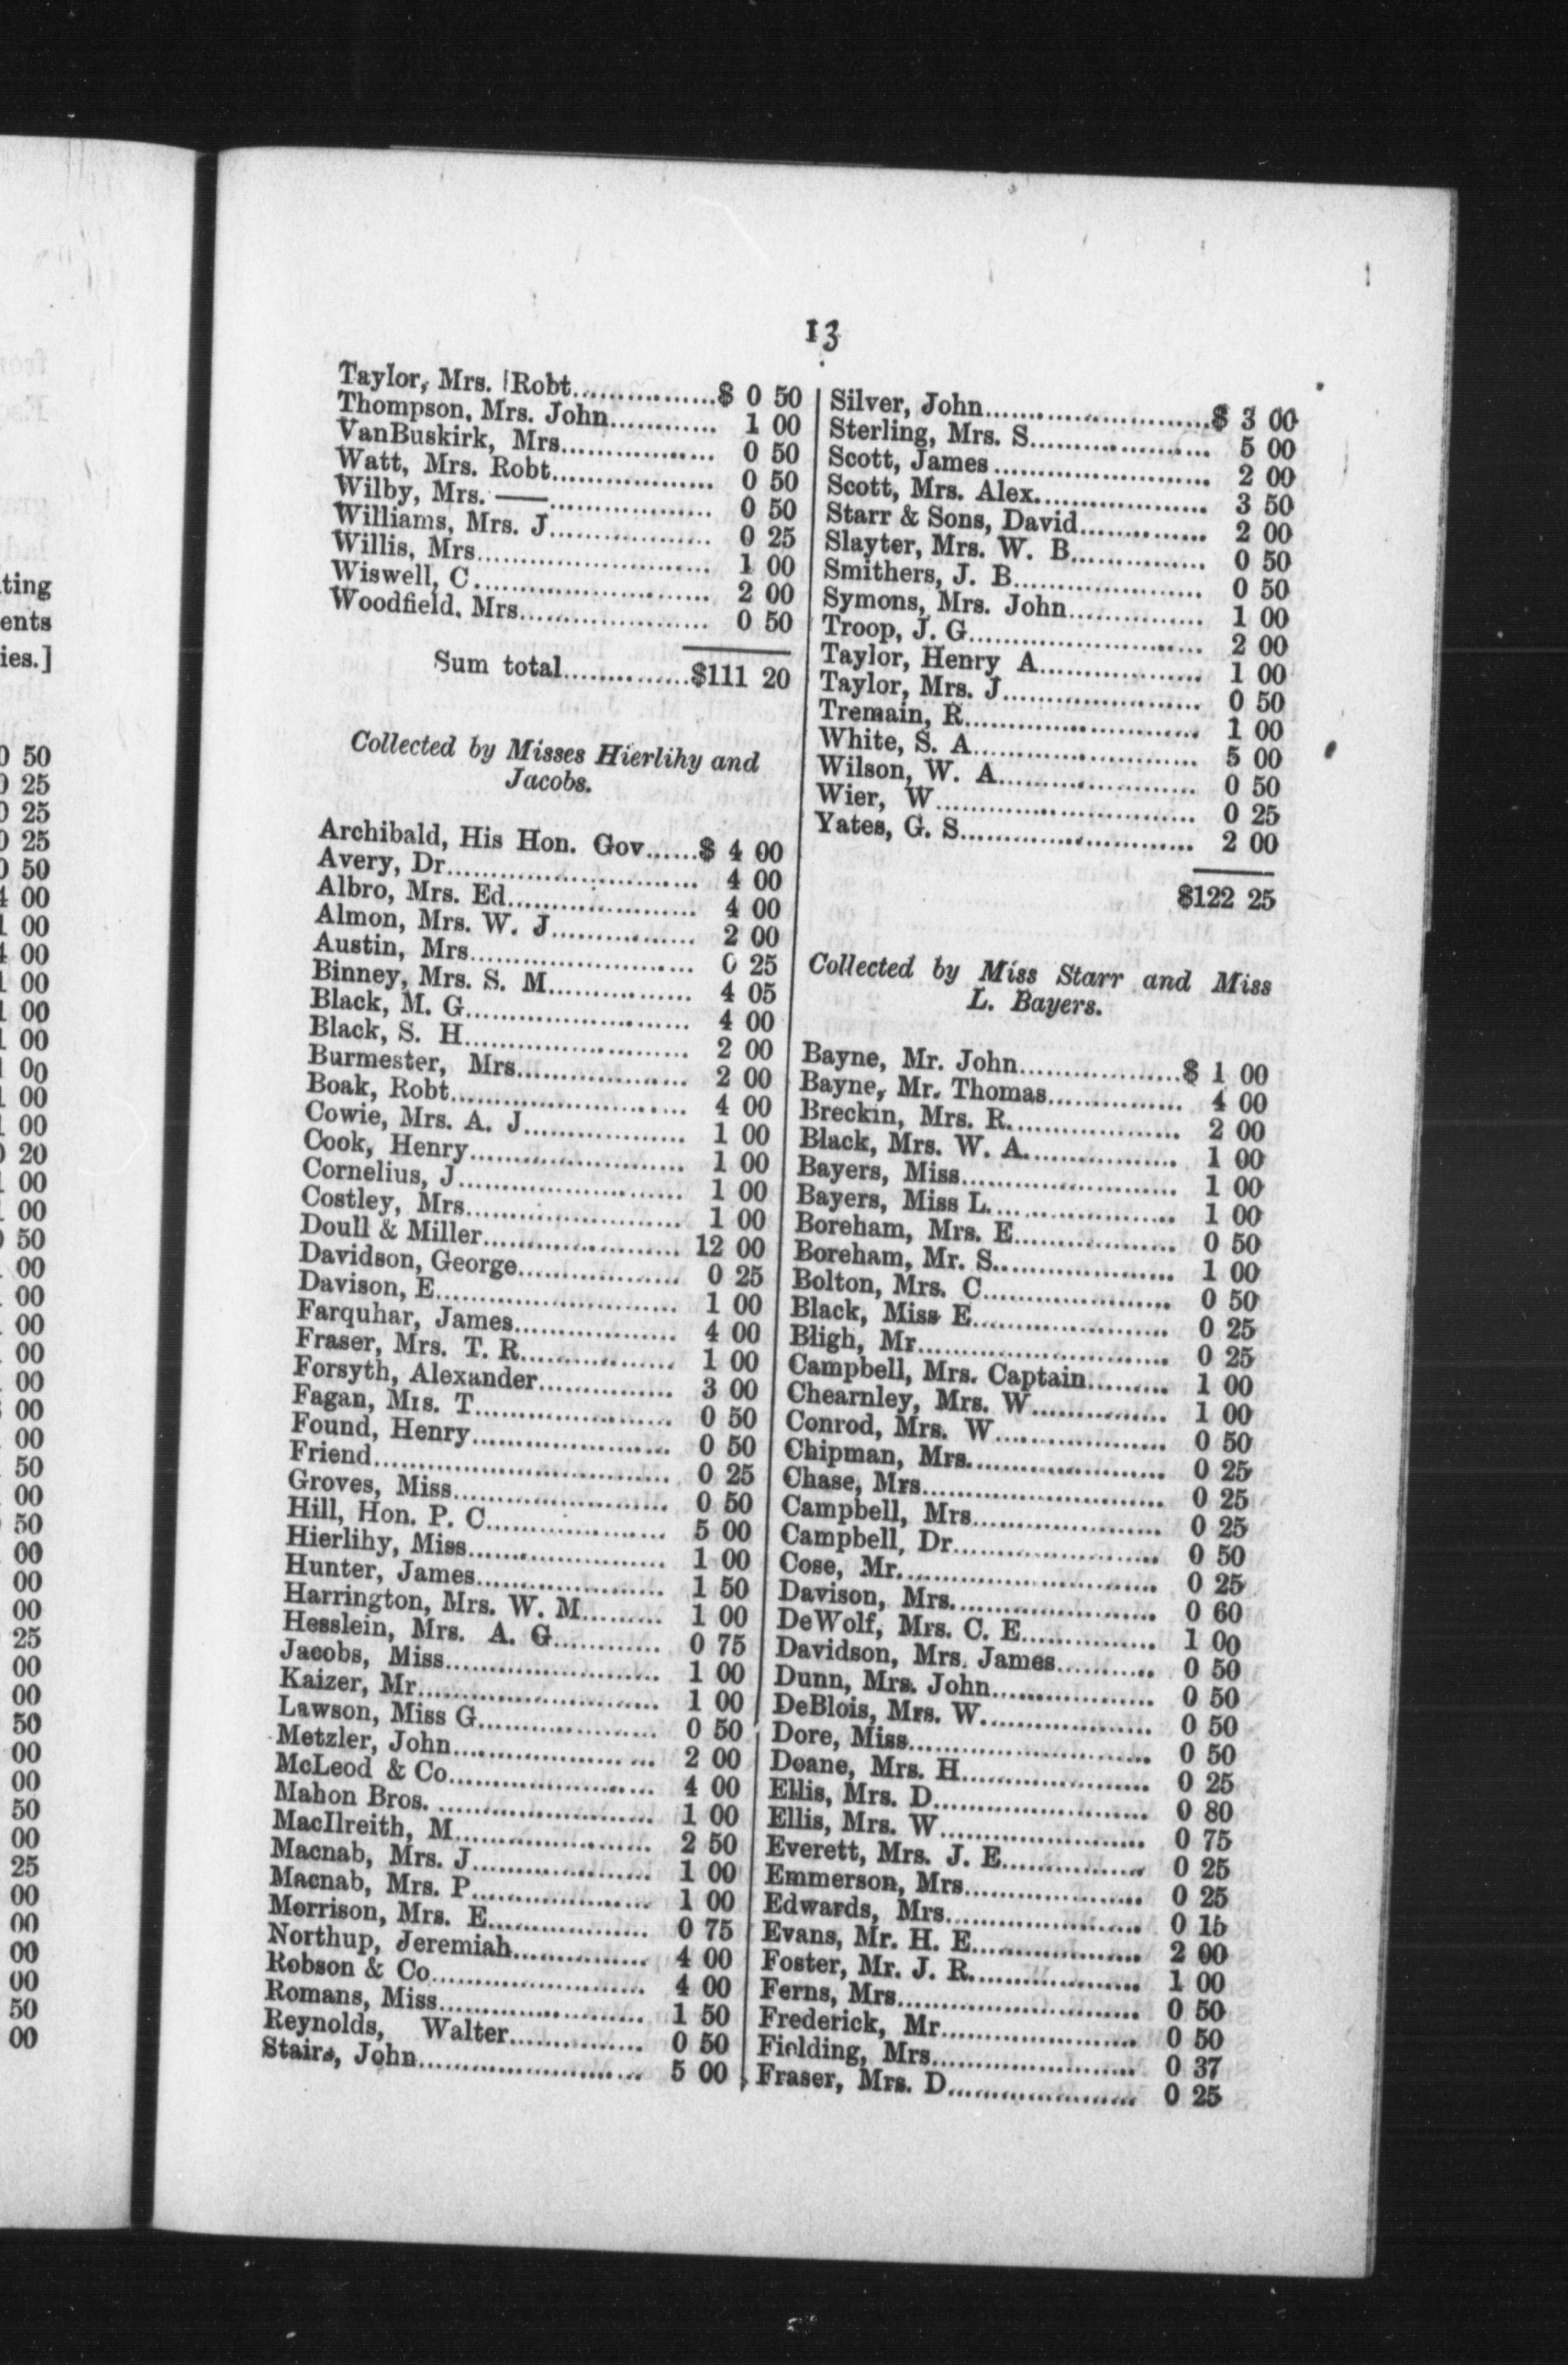 13
Taylor, Mrs. Robt................$ 0 50
Thompson, Mrs. John............ 1 00
VanBuskirk, Mrs................. 0 50
Watt, Mrs. Robt.................. 0 50
Wilby, Mrs. ——.................. 0 50
Williams, Mrs. J.................. 0 25
Willis, Mrs.......................... 1 00
Wiswell, C.......................... 2 00
Woodfield, Mrs..................... 0 50
Sum total..............$111 20
Collected by Misses Hierlihy and
Jacobs.
Archibald, His Hon. Gov......$ 4 00
Avery, Dr............................ 4 00
Albro, Mrs. Ed..................... 4 00
Almon, Mrs. W. J................ 2 00
Austin, Mrs......................... 0 25
Binney, Mrs. S. M................ 4 05
Black, M. G......................... 4 00
Black, S. H......................... 2 00
Burmester, Mrs................... 2 00
Boak, Robt.......................... 4 00
Cowie, Mrs. A. J.................. 1 00
Cook, Henry........................ 1 00
Cornelius, J......................... 1 00
Costley, Mrs........................ 1 00
Doull & Miller..................... 12 00
Davidson, George.................. 0 25
Davison, E........................... 1 00
Farquhar, James.................. 4 00
Fraser, Mrs. T. R................. 1 00
Forsyth, Alexander............... 3 00
Fagan, Mrs. T...................... 0 50
Found, Henry...................... 0 50
Friend................................. 0 25
Groves, Miss........................ 0 50
Hill, Hon. P. C.................... 5 00
Hierlihy, Miss...................... 1 00
Hunter, James..................... 1 50
Harrington, Mrs. W. M......... 1 00
Hesslein, Mrs. A. G............ 0 75
Jacobs, Miss........................ 1 00
Kaizer, Mr........................... 1 00
Lawson, Miss G.................... 0 50
Metzler, John....................... 2 00
McLeod & Co....................... 4 00
Mahon Bros. ........................ 1 00
MacIlreith, M...................... 2 50
Macnab, Mrs. J.................... 1 00
Macnab, Mrs. P.................... 1 00
Morrison, Mrs. E.................. 0 75
Northup, Jeremiah............... 4 00
Robson & Co........................ 4 00
Romans, Miss....................... 1 50
Reynolds, Walter............... 0 50
Stairs, John......................... 5 00
Silver, John.........................$ 3 00
Sterling, Mrs. S.................... 5 00
Scott, James ........................ 2 00
Scott, Mrs. Alex................... 3 50
Starr & Sons, David.............. 2 00
Slayter, Mrs. W. B............... 0 50
Smithers, J. B..................... 0 50
Symons, Mrs. John............... 1 00
Troop, J. G.......................... 2 00
Taylor, Henry A.................. 1 00
Taylor, Mrs. J...................... 0 50
Tremain, R.......................... 1 00
White, S. A......................... 5 00
Wilson, W. A...................... 0 50
Wier, W............................. 0 25
Yates, G. S.......................... 2 00
$122 25
Collected by Miss Starr and Miss
L. Bayers.
Bayne, Mr. John..................$ 1 00
Bayne, Mr. Thomas............... 4 00
Breckin, Mrs. R................... 2 00
Black, Mrs. W. A................. 1 00
Bayers, Miss........................ 1 00
Bayers, Miss L.................... 1 00
Boreham, Mrs. E.................. 0 50
Boreham, Mr. S.................... 1 00
Bolton, Mrs. C..................... 0 50
Black, Miss E...................... 0 25
Bligh, Mr............................ 0 25
Campbell, Mrs. Captain......... 1 00
Chearnley, Mrs. W............... 1 00
Conrod, Mrs. W................... 0 50
Chipman, Mrs...................... 0 25
Chase, Mrs.......................... 0 25
Campbell, Mrs..................... 0 25
Campbell, Dr....................... 0 50
Cose, Mr............................. 0 25
Davison, Mrs....................... 0 60
DeWolf, Mrs. C. E............... 1 00
Davidson, Mrs. James........... 0 50
Dunn, Mrs. John.................. 0 50
DeBlois, Mrs. W................... 0 50
Dore, Miss........................... 0 50
Doane, Mrs. H..................... 0 25
Ellis, Mrs. D........................ 0 80
Ellis, Mrs. W....................... 0 75
Everett, Mrs. J. E................ 0 25
Emmerson, Mrs.................... 0 25
Edwards, Mrs...................... 0 15
Evans, Mr. H. E.................. 2 00
Foster, Mr. J. R................... 1 00
Ferns, Mrs.......................... 0 50
Frederick, Mr...................... 0 50
Fielding, Mrs....................... 0 37
Fraser, Mrs. D..................... 0 25